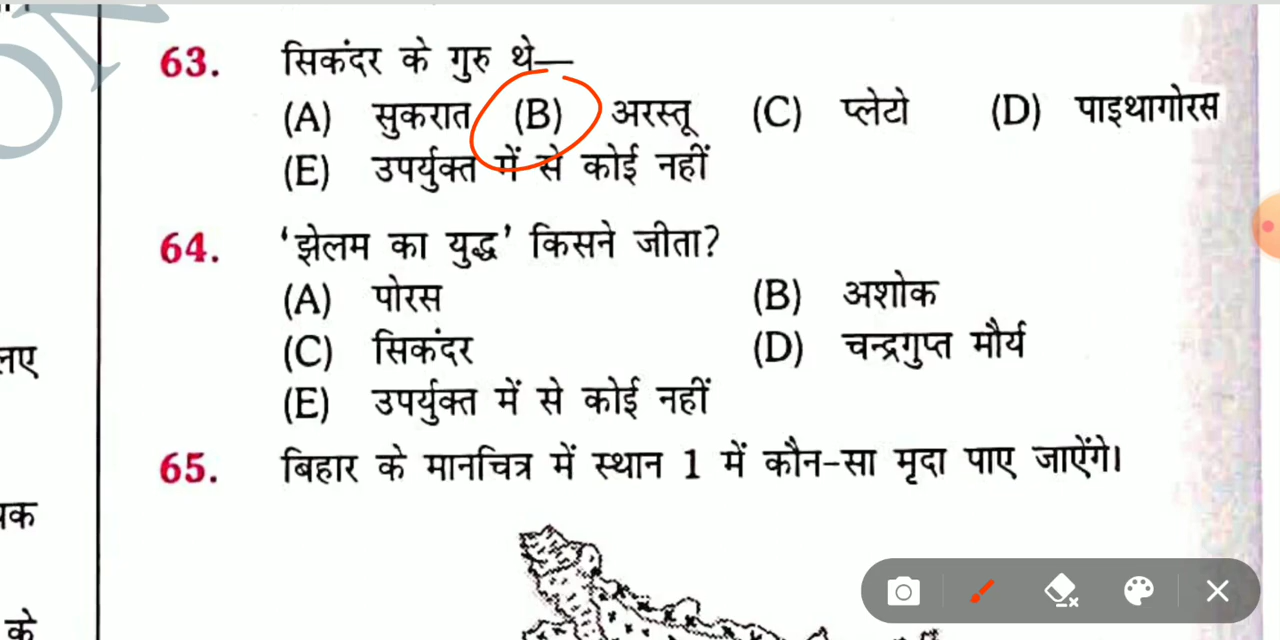 63. सिकंदर के गुरु थे—
(A) सुकरात (B) अरस्तू (C) प्लेटो (D) पाइथागोरस
(E) उपर्युक्त में से कोई नहीं
64. 'झेलम का युद्ध' किसने जीता?
(A) पोरस (B) अशोक
(C) सिकंदर (D) चन्द्रगुप्त मौर्य
(E) उपर्युक्त में से कोई नहीं
65. बिहार के मानचित्र में स्थान 1 में कौन-सा मृदा पाए जाऐंगे।
के